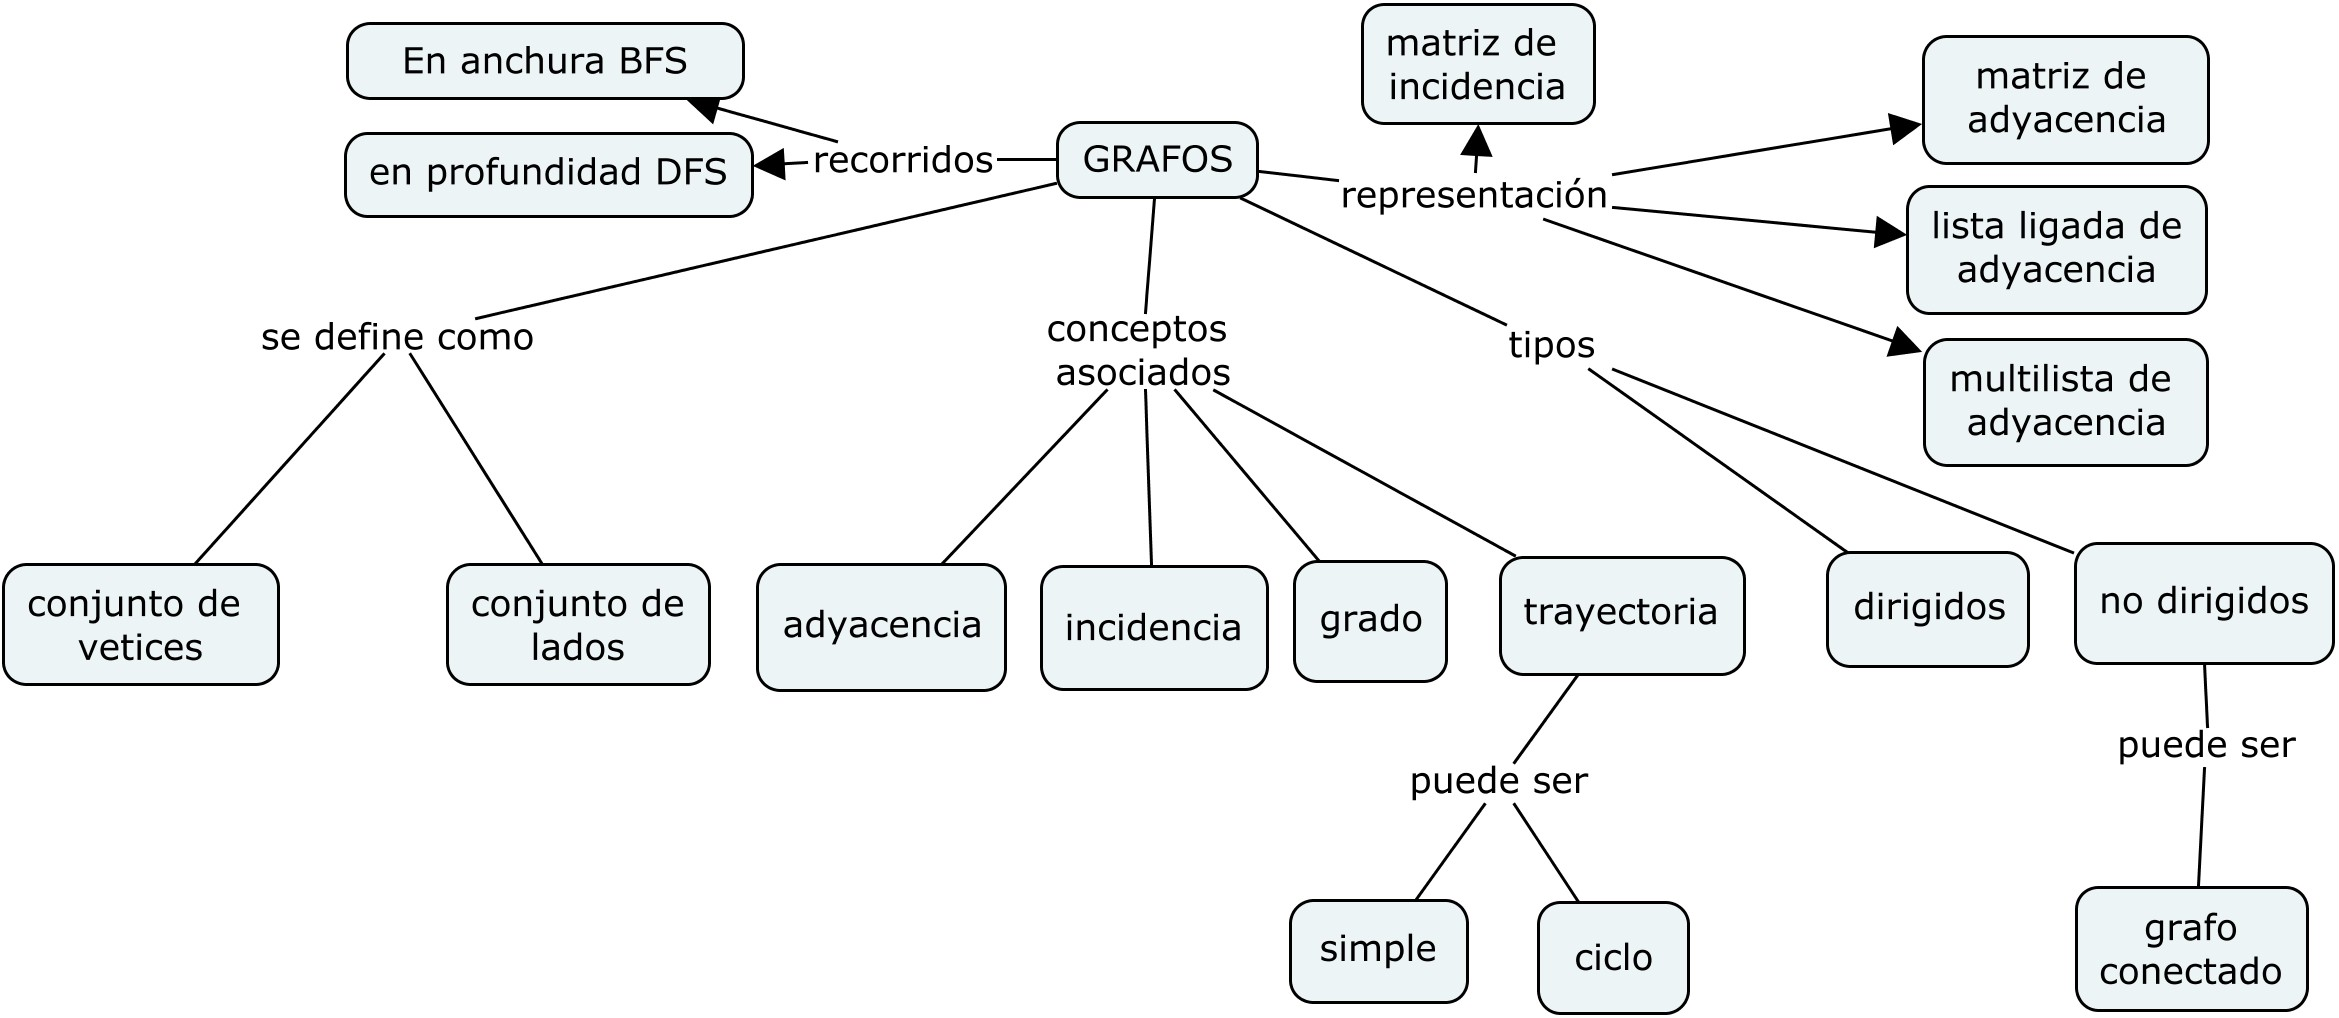 En anchura BFS
en profundidad DFS
recorridos
GRAFOS
matriz de
incidencia
representación
matriz de
adyacencia
lista ligada de
adyacencia
multilista de
adyacencia
se define como
conceptos
asociados
tipos
conjunto de
vetices
conjunto de
lados
adyacencia
incidencia
grado
trayectoria
dirigidos
no dirigidos
puede ser
puede ser
simple
ciclo
grafo
conectado